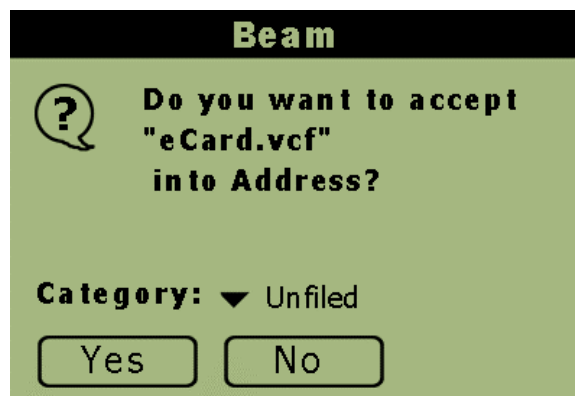 Beam
?
Do you want to accept
"eCard.vcf"
into Address?
Category: Unfiled
Yes No